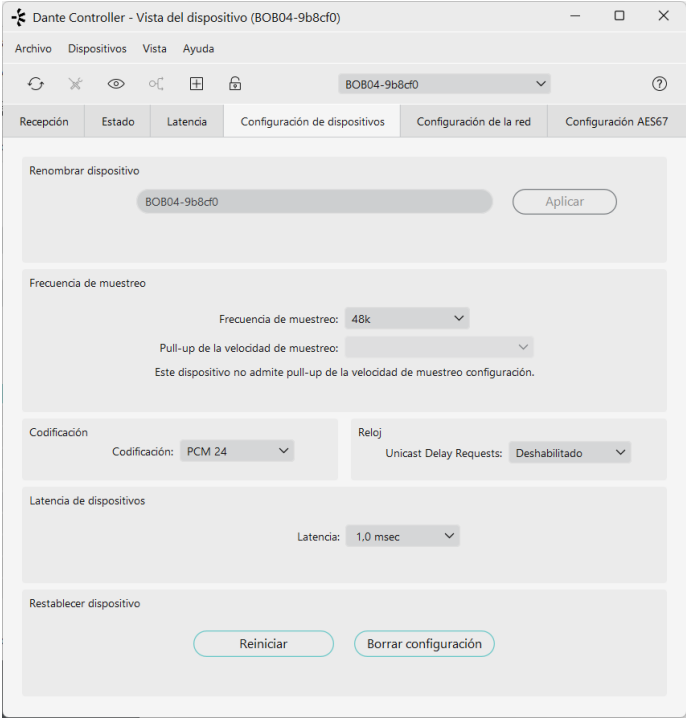 Dante Controller - Vista del dispositivo (BOB04-9b8cf0)
Archivo Dispositivos Vista Ayuda
BOB04-9b8cf0
Recepción Estado Latencia Configuración de dispositivos Configuración de la red Configuración AES67
Renombrar dispositivo
BOB04-9b8cf0 Aplicar
Frecuencia de muestreo
Frecuencia de muestreo: 48k
Pull-up de la velocidad de muestreo:
Este dispositivo no admite pull-up de la velocidad de muestreo configuración.
Codificación
Codificación: PCM 24
Reloj
Unicast Delay Requests: Deshabilitado
Latencia de dispositivos
Latencia: 1,0 msec
Restablecer dispositivo
Reiniciar Borrar configuración